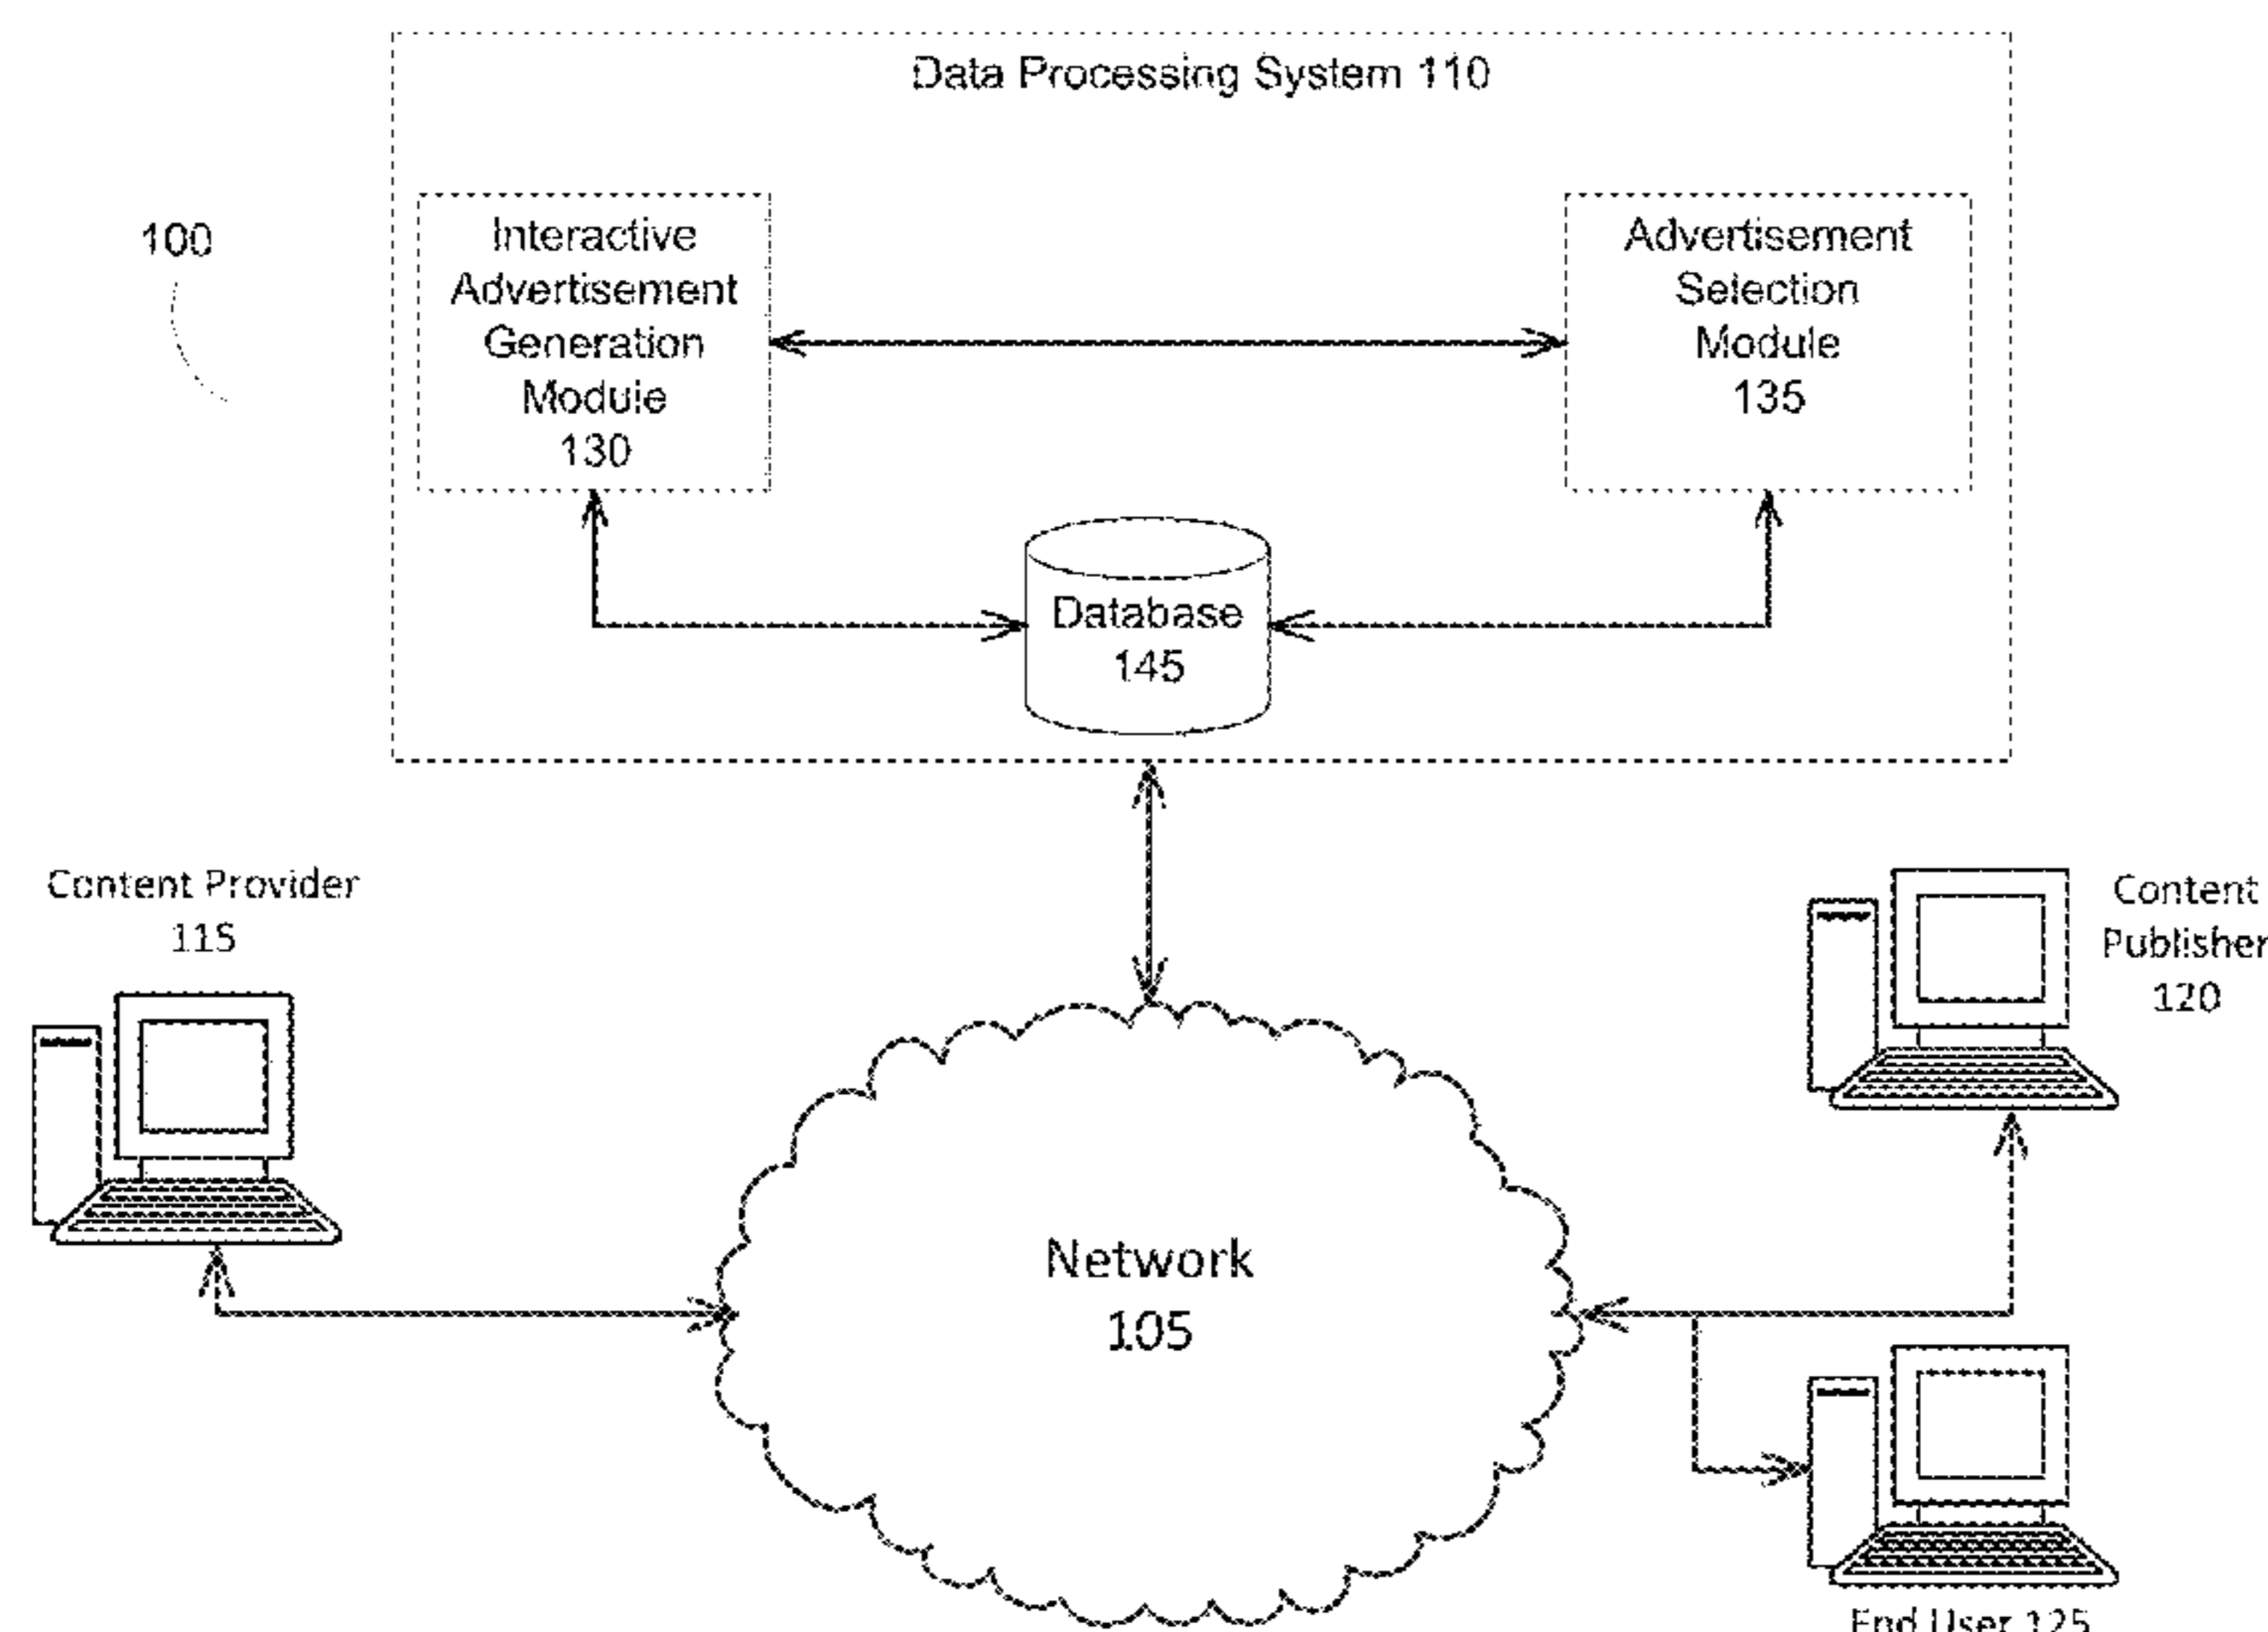 Data Processing System 110
100
Interactive
Advertisement
Generation
Module
130
Advertisement
Selection
Module
135
Database
145
Content Provider
115
Content
Publisher
120
Network
105
End User 125